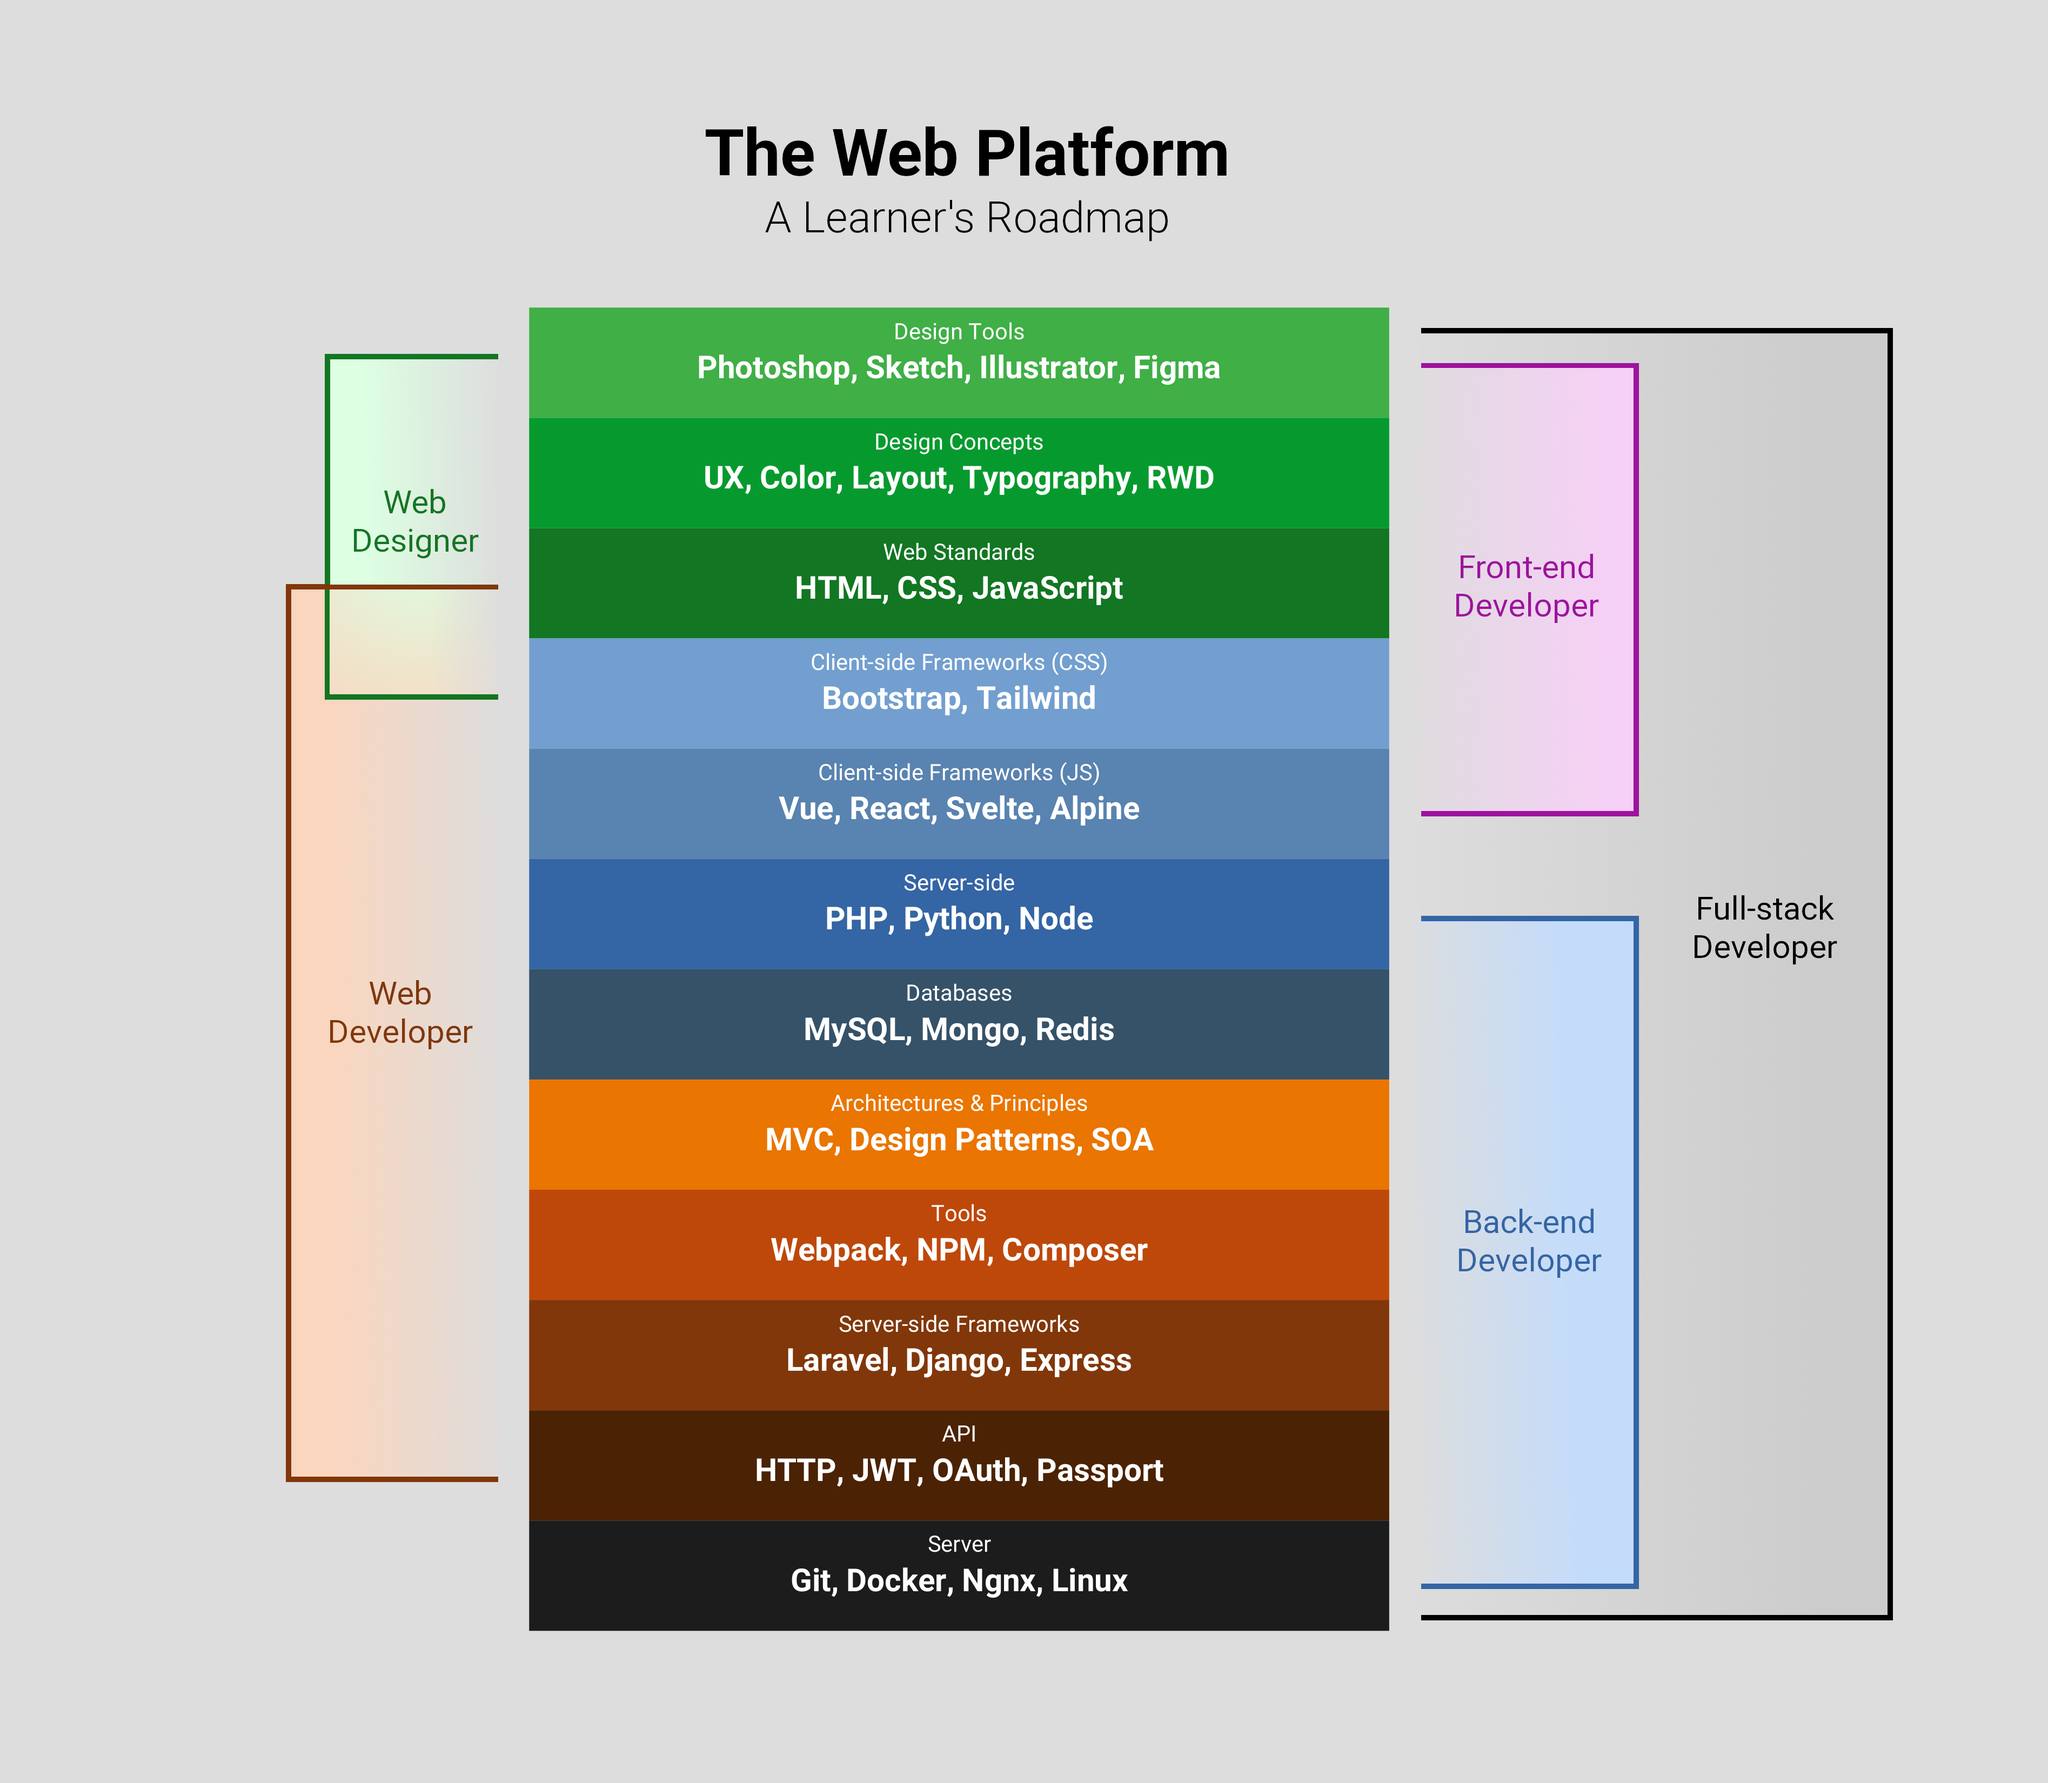 The Web Platform
A Learner's Roadmap
Design Tools
Photoshop, Sketch, Illustrator, Figma
Design Concepts
UX, Color, Layout, Typography, RWD
Web Standards
HTML, CSS, JavaScript
Client-side Frameworks (CSS)
Bootstrap, Tailwind
Client-side Frameworks (JS)
Vue, React, Svelte, Alpine
Server-side
PHP, Python, Node
Databases
MySQL, Mongo, Redis
Architectures & Principles
MVC, Design Patterns, SOA
Tools
Webpack, NPM, Composer
Server-side Frameworks
Laravel, Django, Express
API
HTTP, JWT, OAuth, Passport
Server
Git, Docker, Ngnx, Linux
Web
Designer
Web
Developer
Front-end
Developer
Back-end
Developer
Full-stack
Developer